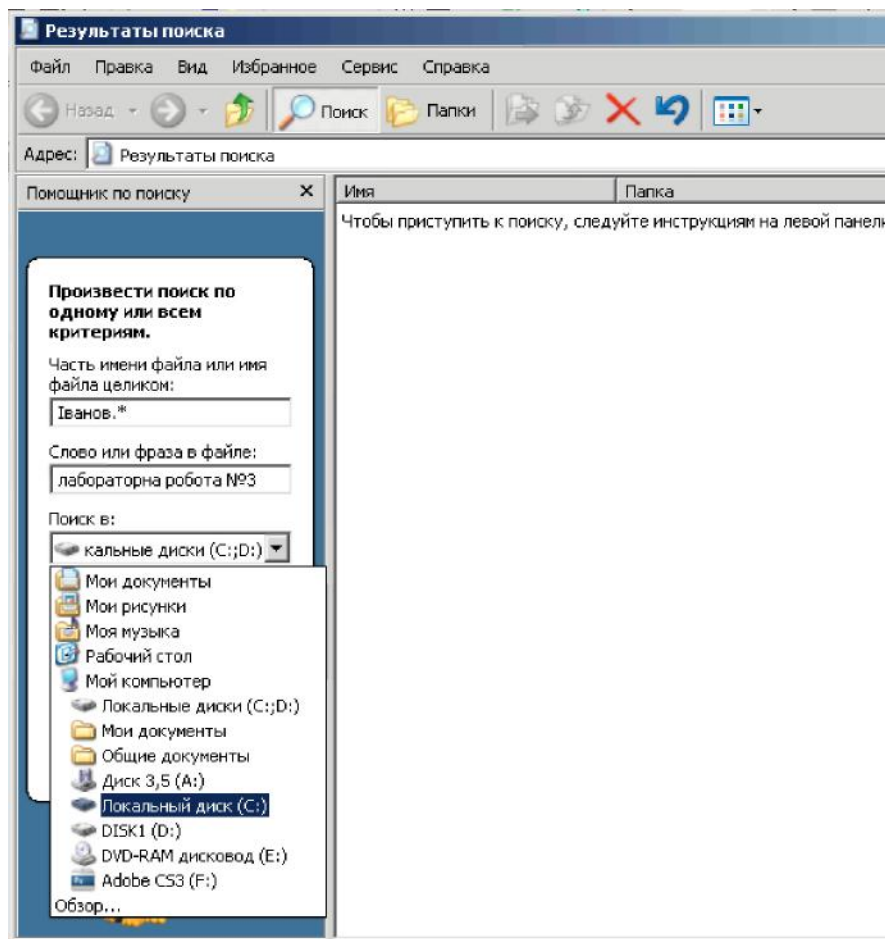 Результаты поиска
Файл Правка Вид Избранное Сервис Справка
Назад Поиск Папки
Адрес: Результаты поиска
Помощник по поиску
Имя Папка
Чтобы приступить к поиску, следуйте инструкциям на левой панели
Произвести поиск по
одному или всем
критериям.
Часть имени файла или имя
файла целиком:
Іванов.*
Слово или фраза в файле:
лабораторна робота №3
Поиск в:
кальные диски (C:;D:)
Мои документы
Мои рисунки
Моя музыка
Рабочий стол
Мой компьютер
Локальные диски (C:;D:)
Мои документы
Общие документы
Диск 3,5 (A:)
Локальный диск (C:)
DISK1 (D:)
DVD-RAM дисковод (E:)
Adobe CS3 (F:)
Обзор...